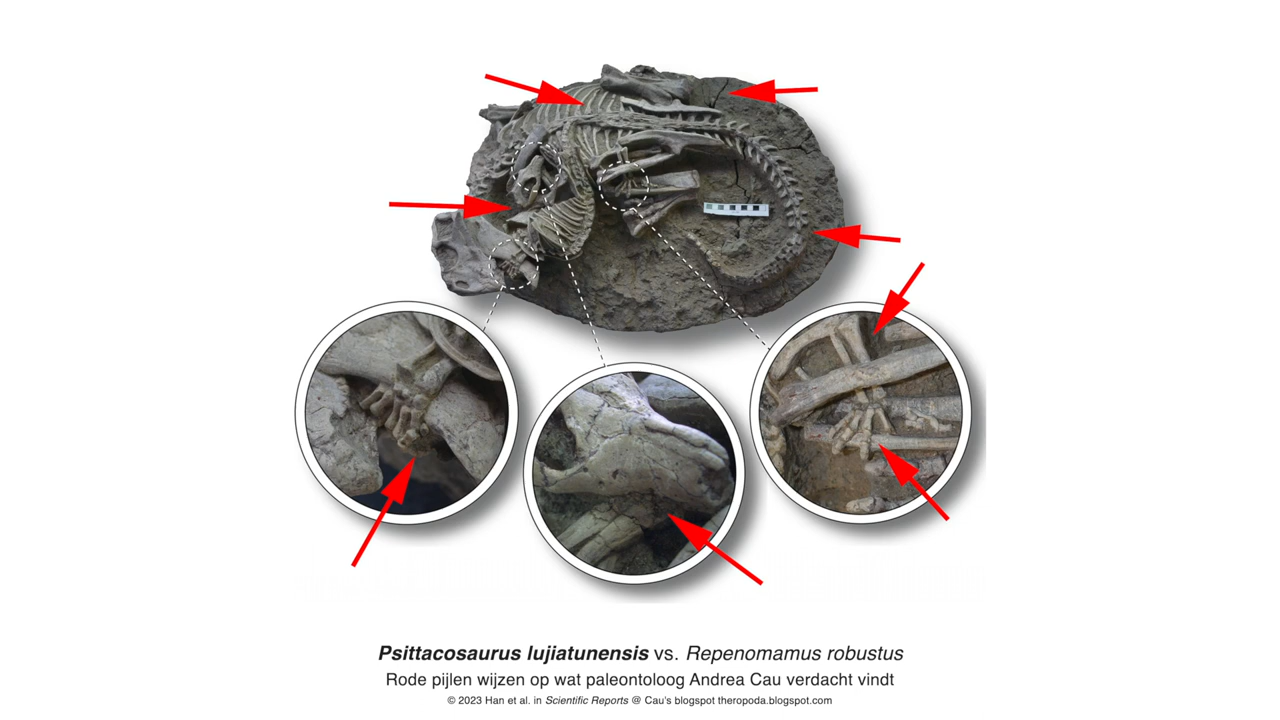 Psittacosaurus lujiatunensis vs. Repenomamus robustus
Rode pijlen wijzen op wat paleontoloog Andrea Cau verdacht vindt
© 2023 Han et al. in Scientific Reports @ Cau's blogspot theropoda.blogspot.com